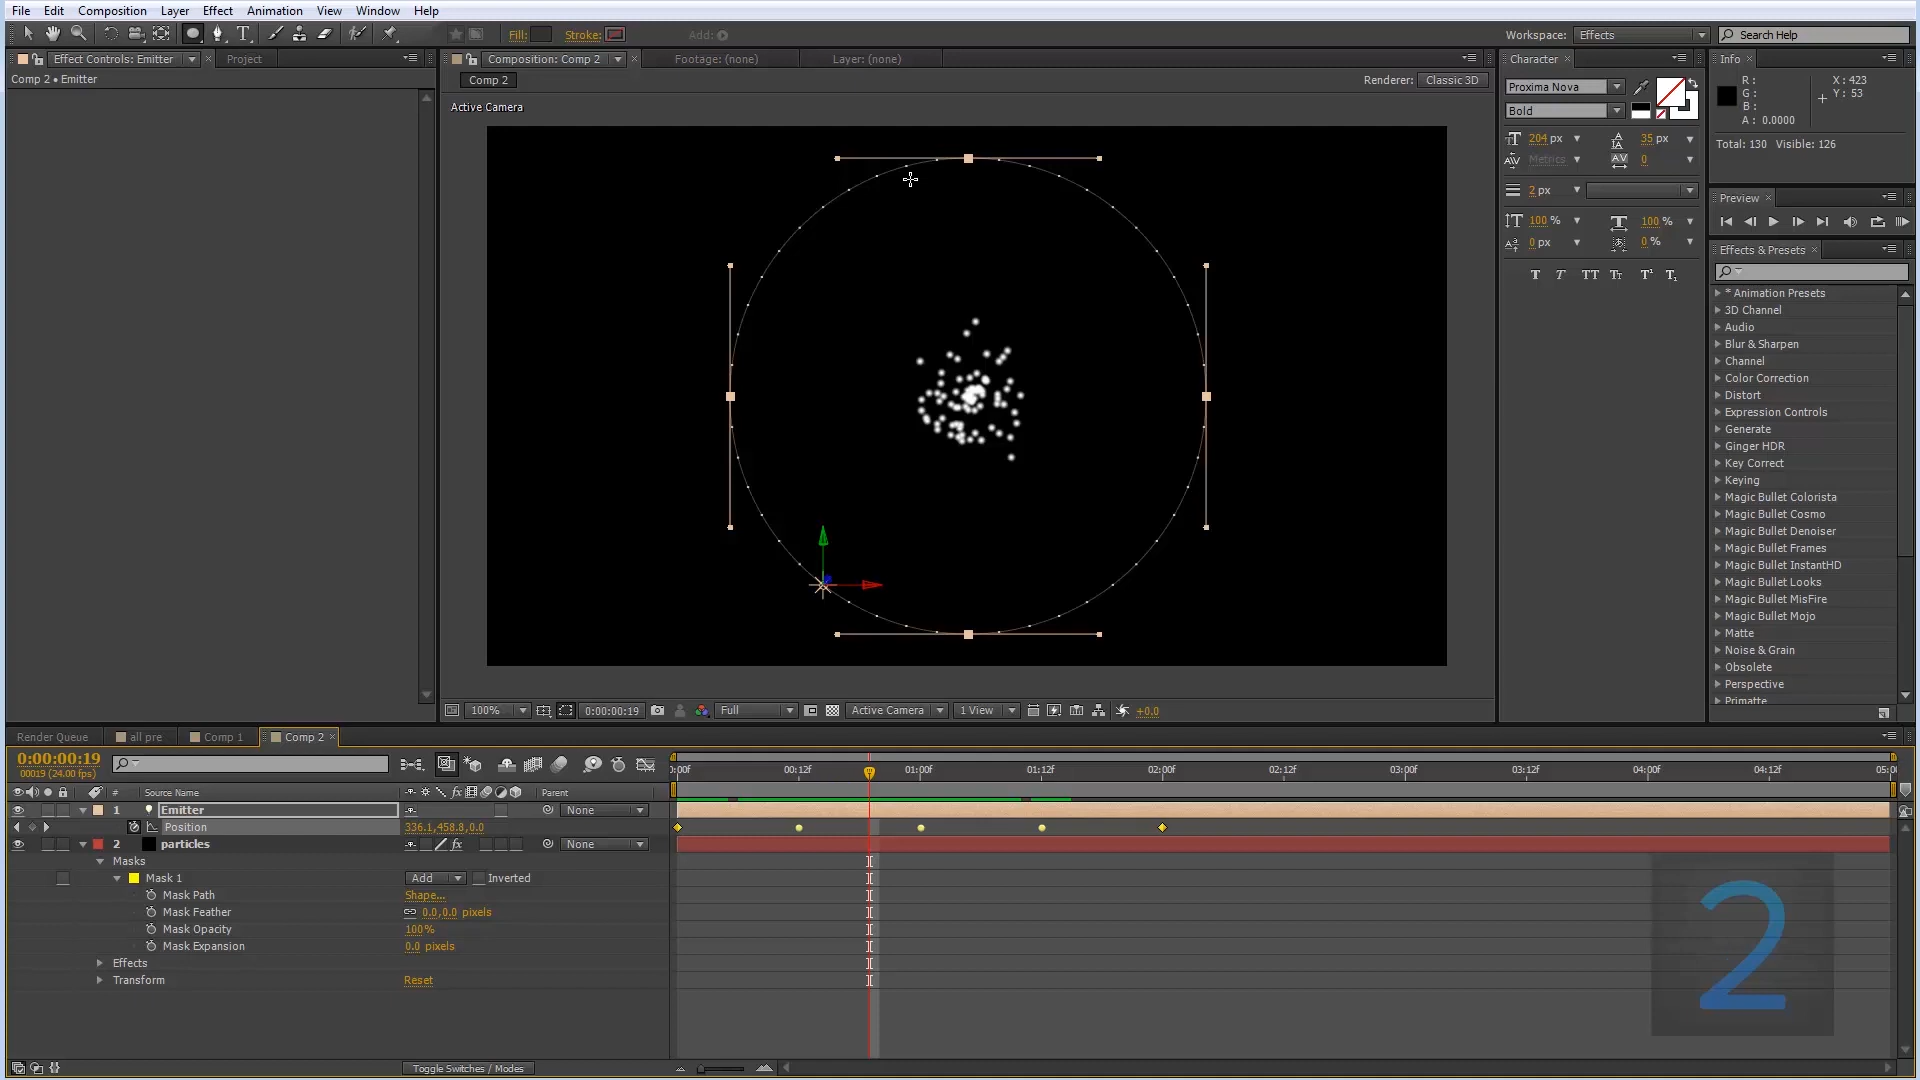 File Edit Composition Layer Effect Animation View Window Help
Fill: Stroke: Add: Workspace: Effects Search Help
Effect Controls: Emitter Project
Comp 2 • Emitter
Composition: Comp 2 Footage: (none) Layer: (none)
Comp 2 Renderer: Classic 3D
Active Camera
Character
Proxima Nova
Bold
204 px 35 px
Metrics 0
2 px
100 % 100 %
0 px 0 %
T T TT Tt T¹ T₁
Info
R : X : 423
G : Y : 53
B :
A : 0.0000
Total: 130 Visible: 126
Preview
Effects & Presets
* Animation Presets
3D Channel
Audio
Blur & Sharpen
Channel
Color Correction
Distort
Expression Controls
Generate
Ginger HDR
Key Correct
Keying
Magic Bullet Colorista
Magic Bullet Cosmo
Magic Bullet Denoiser
Magic Bullet Frames
Magic Bullet InstantHD
Magic Bullet Looks
Magic Bullet MisFire
Magic Bullet Mojo
Matte
Noise & Grain
Obsolete
Perspective
Primatte
100% 0:00:00:19 Full Active Camera 1 View +0.0
Render Queue all pre Comp 1 Comp 2
0:00:00:19
00019 (24.00 fps)
):00f 00:12f 01:00f 01:12f 02:00f 02:12f 03:00f 03:12f 04:00f 04:12f 05:00
# Source Name Parent
1 Emitter None
Position 336.1,458.8,0.0
2 particles None
Masks
Mask 1 Add Inverted
Mask Path Shape...
Mask Feather 0.0,0.0 pixels
Mask Opacity 100%
Mask Expansion 0.0 pixels
Effects
Transform Reset
Toggle Switches / Modes
2